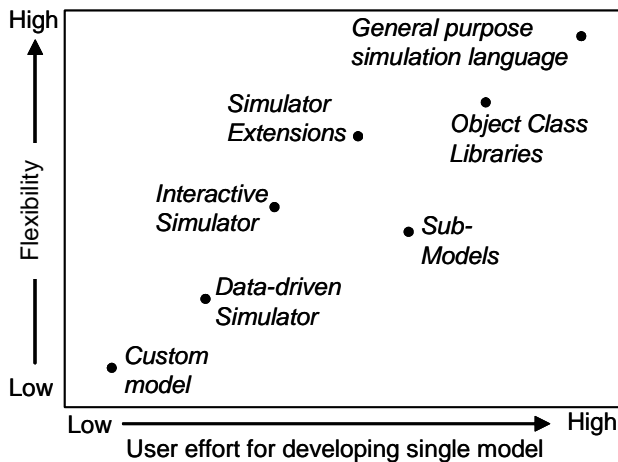 High
General purpose
simulation language
Simulator
Extensions
Object Class
Libraries
Interactive
Simulator
Sub-
Models
Flexibility
Data-driven
Simulator
Custom
model
Low
Low
High
User effort for developing single model